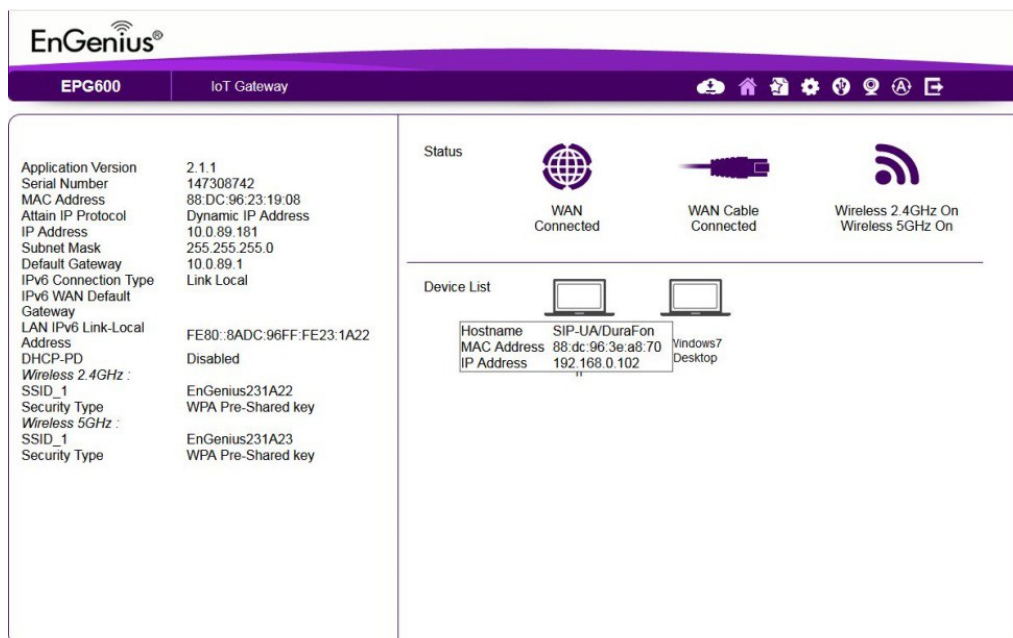 EnGenius®
EPG600 IoT Gateway
Application Version 2.1.1
Serial Number 147308742
MAC Address 88:DC:96:23:19:08
Attain IP Protocol Dynamic IP Address
IP Address 10.0.89.181
Subnet Mask 255.255.255.0
Default Gateway 10.0.89.1
IPv6 Connection Type Link Local
IPv6 WAN Default
Gateway
LAN IPv6 Link-Local
Address FE80::8ADC:96FF:FE23:1A22
DHCP-PD Disabled
Wireless 2.4GHz :
SSID_1 EnGenius231A22
Security Type WPA Pre-Shared key
Wireless 5GHz :
SSID_1 EnGenius231A23
Security Type WPA Pre-Shared key
Status
WAN
Connected
WAN Cable
Connected
Wireless 2.4GHz On
Wireless 5GHz On
Device List
Hostname SIP-UA/DuraFon
MAC Address 88:dc:96:3e:a8:70
IP Address 192.168.0.102
Windows7
Desktop